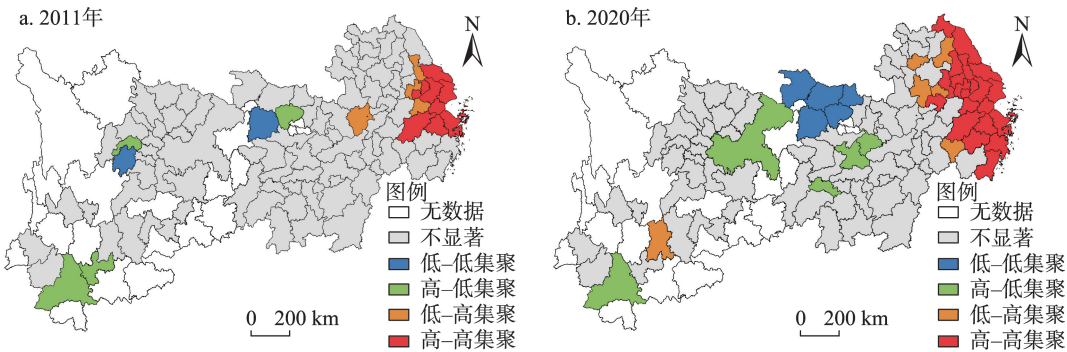 a. 2011年
N
图例
无数据
不显著
低–低集聚
高–低集聚
低–高集聚
高–高集聚
0 200 km
b. 2020年
N
图例
无数据
不显著
低–低集聚
高–低集聚
低–高集聚
高–高集聚
0 200 km